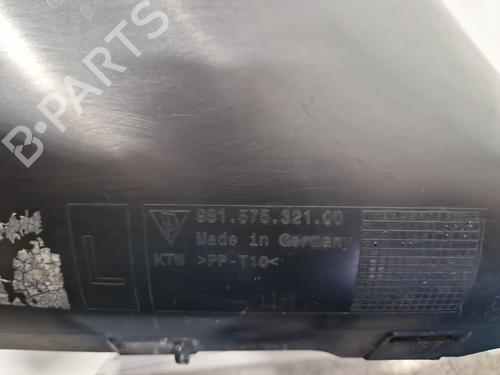 B-PARTS
981.575.321.00
L
Made in Germany
KTW >PP-T10<